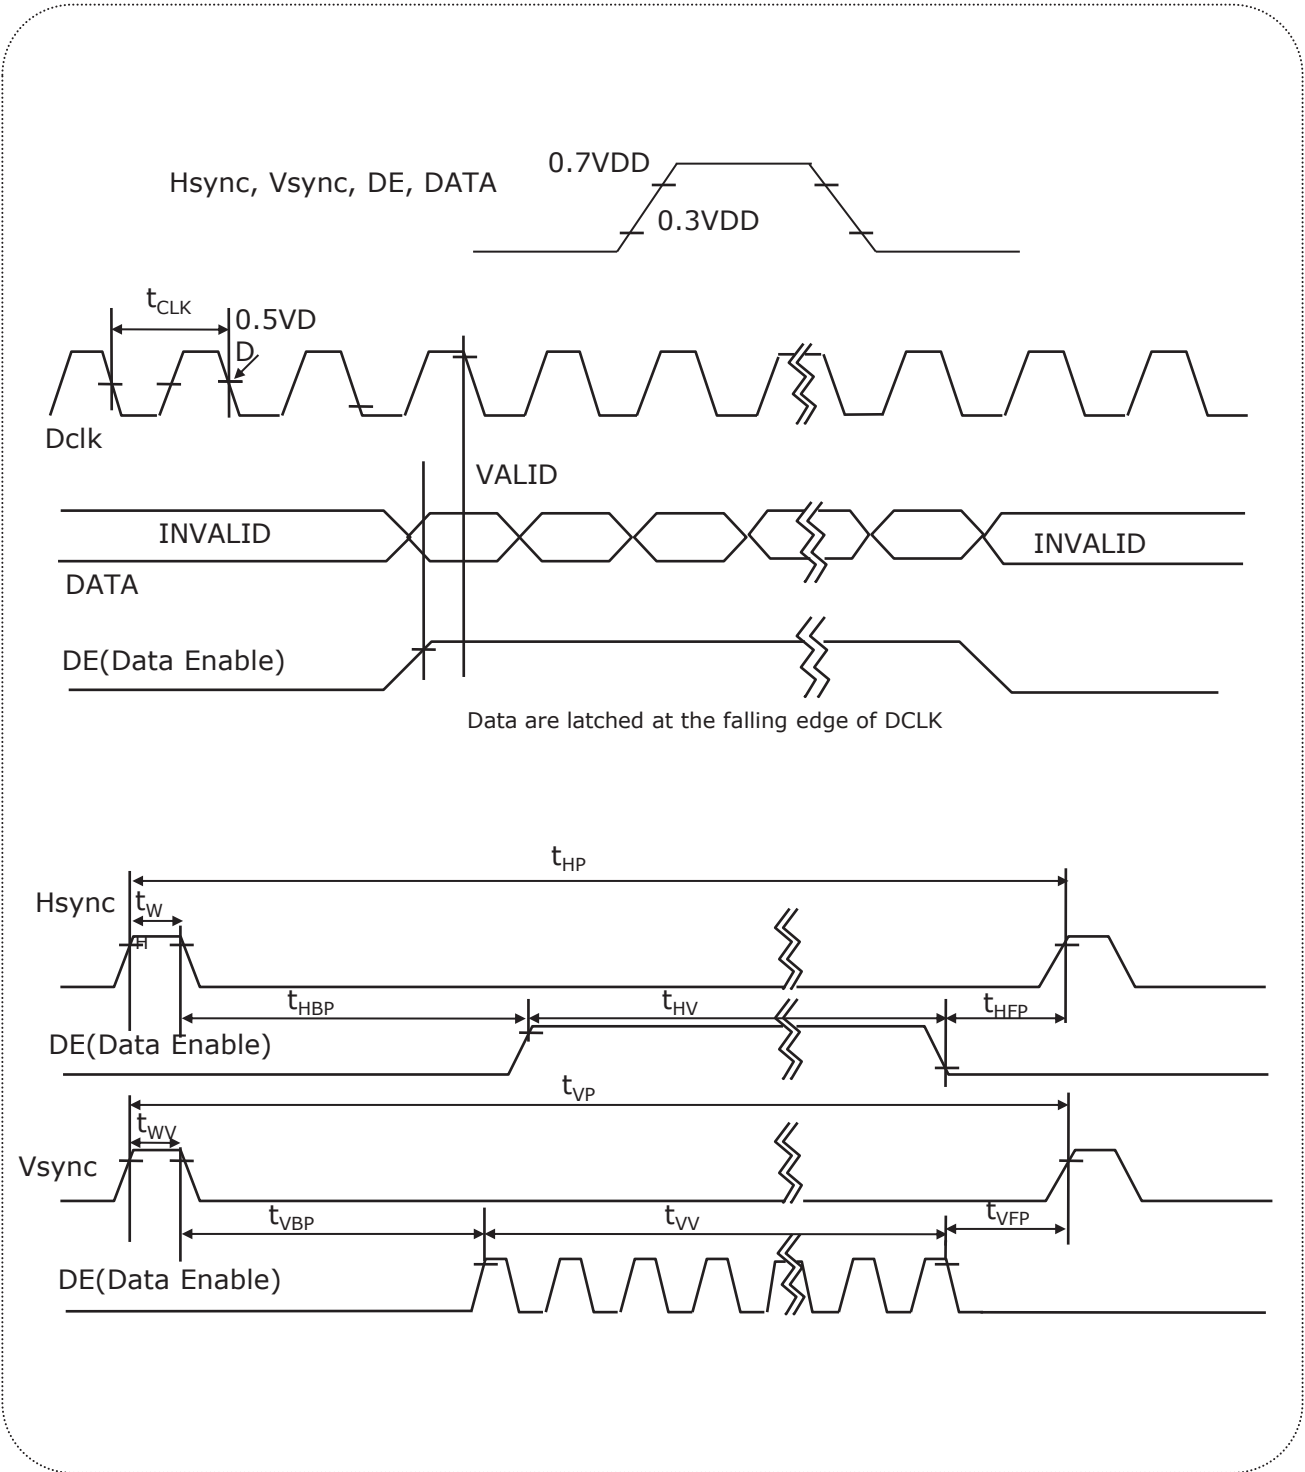 0.7VDD
Hsync, Vsync, DE, DATA
0.3VDD
tCLK
0.5VD
D
Dclk
VALID
INVALID
INVALID
DATA
DE(Data Enable)
Data are latched at the falling edge of DCLK
tHP
Hsync
tW
H
tHBP
tHV
tHFP
DE(Data Enable)
tVP
tWV
Vsync
tVBP
tVV
tVFP
DE(Data Enable)